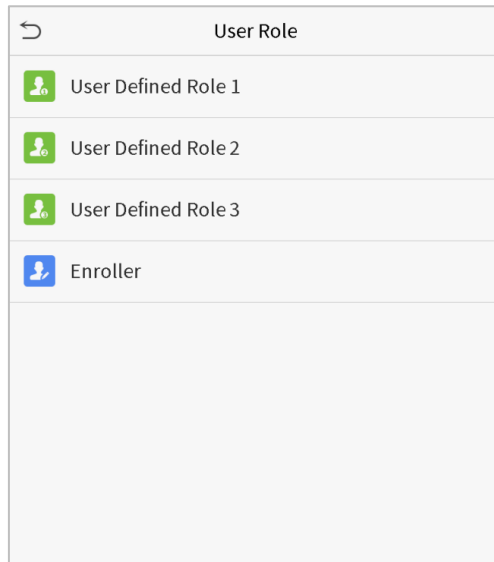 User Role
User Defined Role 1
User Defined Role 2
User Defined Role 3
Enroller